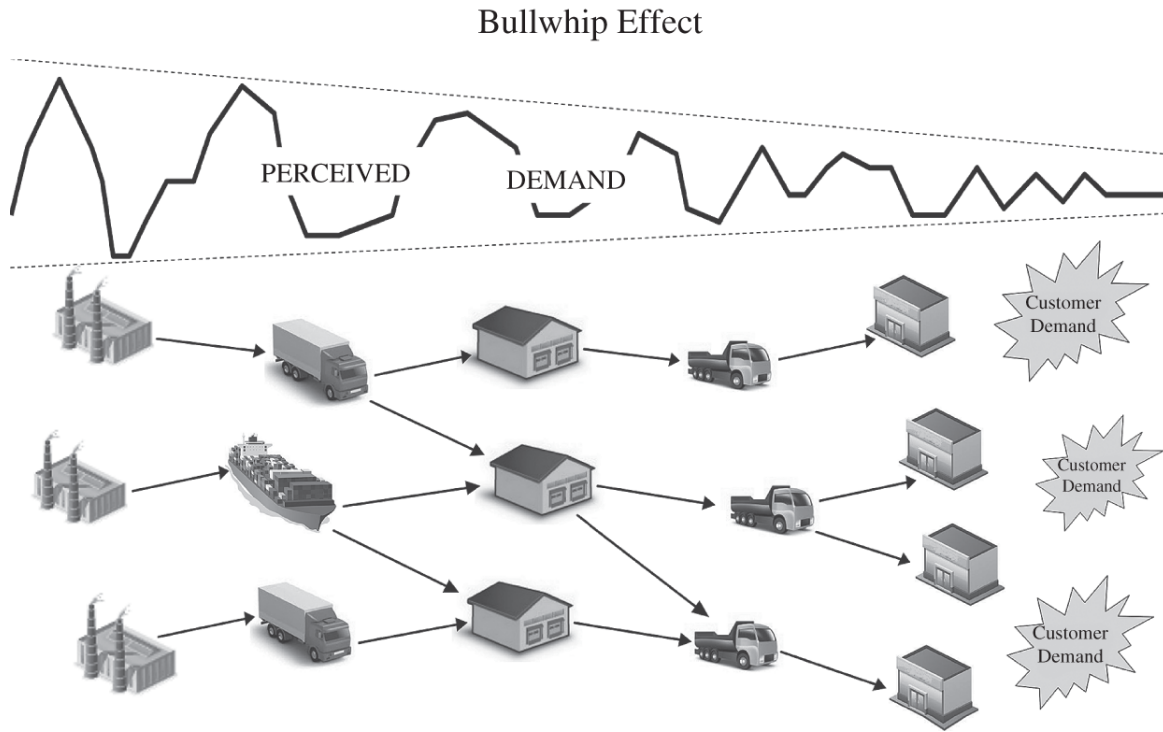 Bullwhip Effect
PERCEIVED
DEMAND
Customer
Demand
Customer
Demand
Customer
Demand